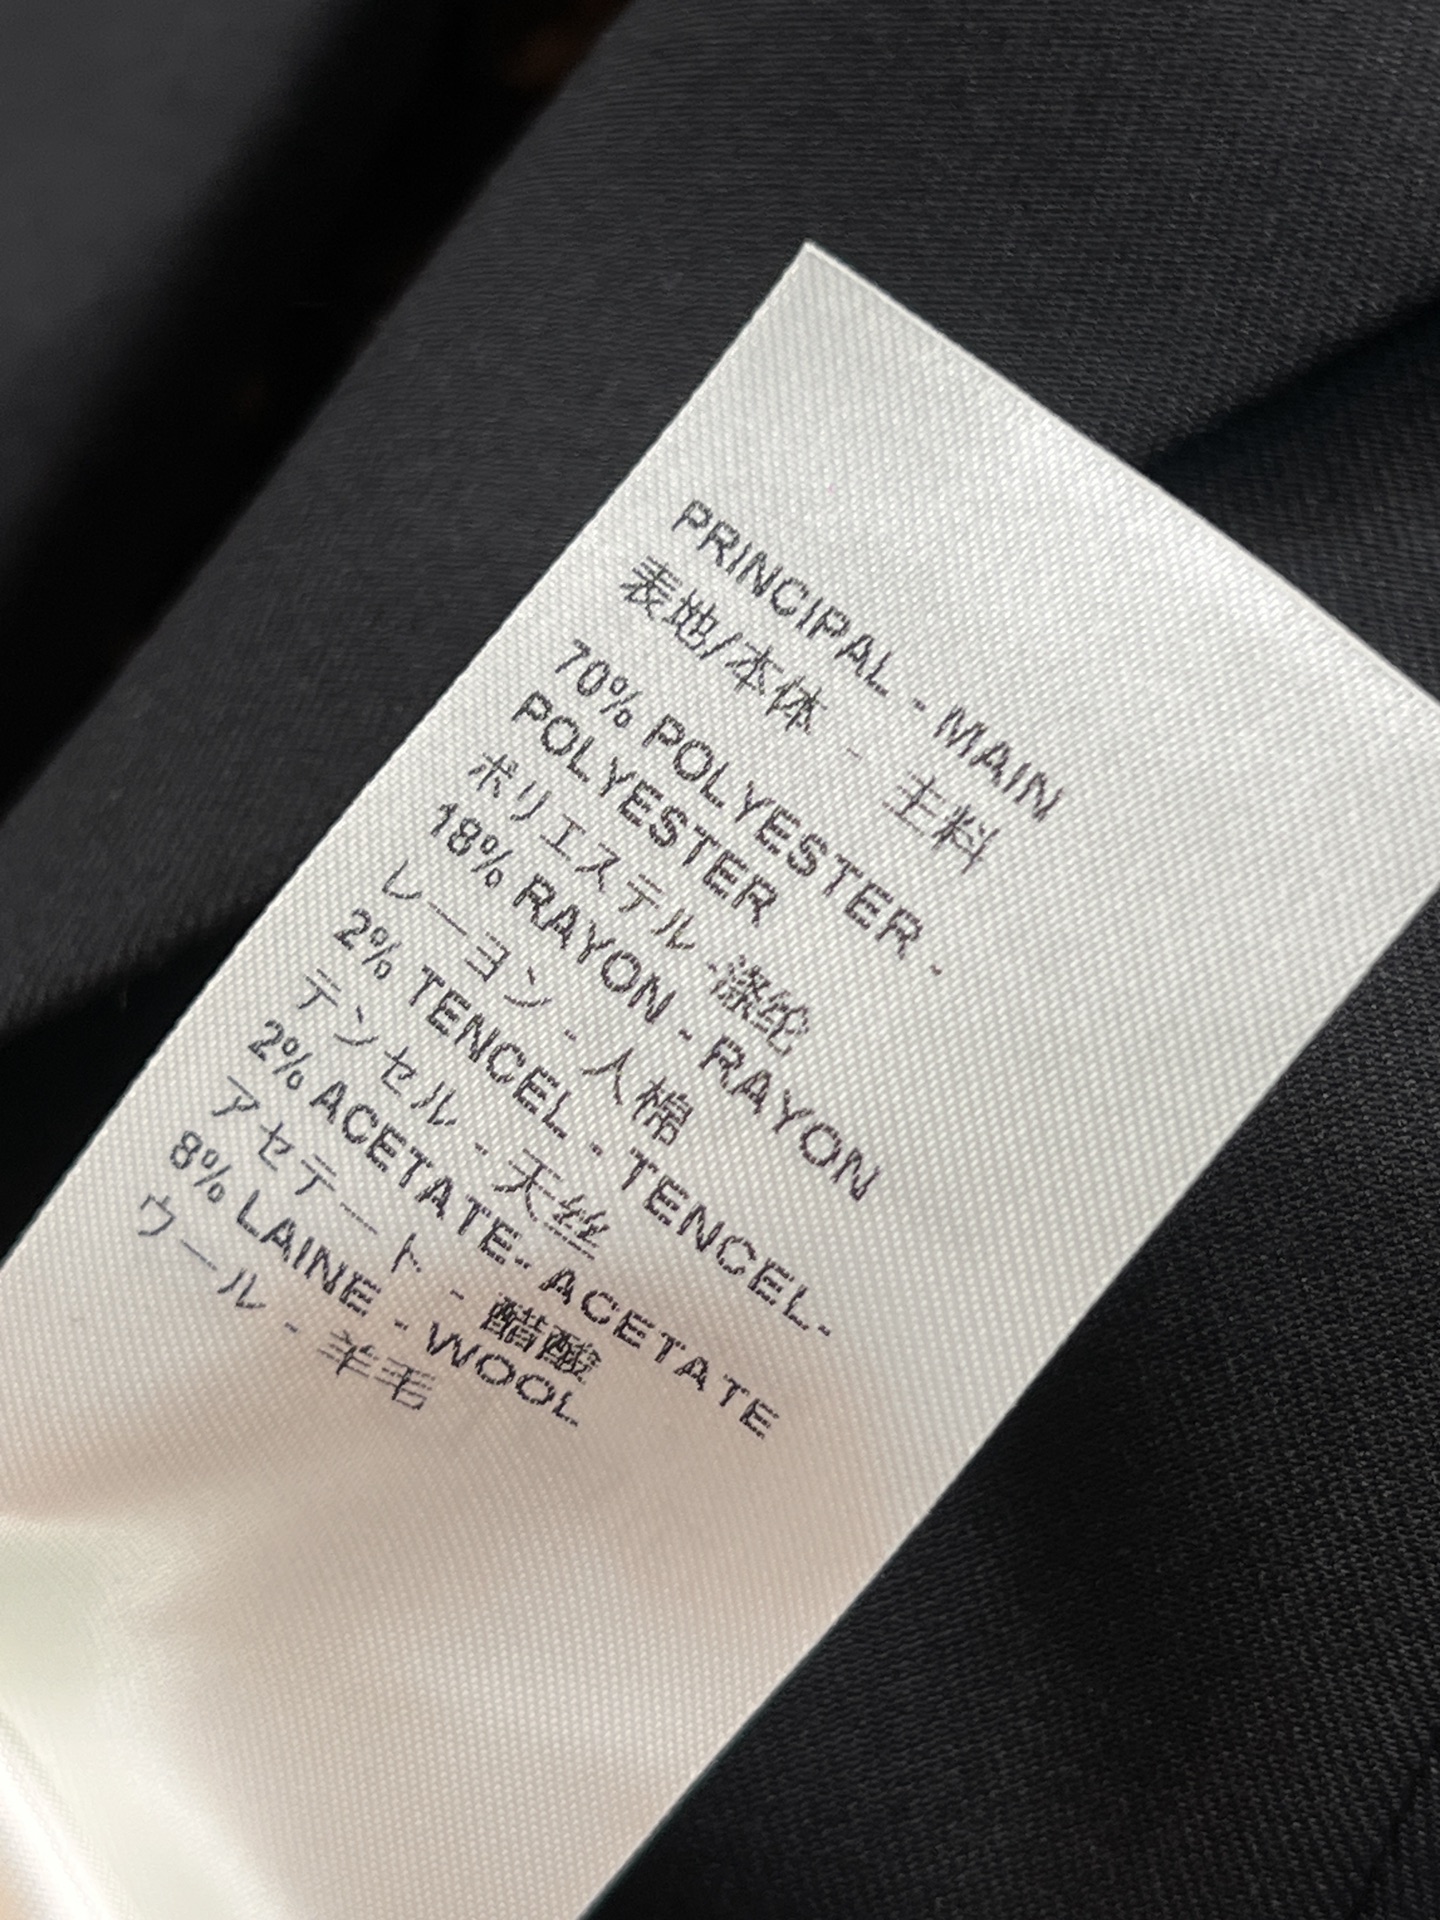 PRINCIPAL - MAIN
表地/本体 - 主料
70% POLYESTER -
POLYESTER
ポリエステル -涤纶
18% RAYON - RAYON
レーヨン - 人棉
2% TENCEL - TENCEL-
テンセル - 天丝
2% ACETATE- ACETATE
アセテート - 醋酸
8% LAINE - WOOL
ウール - 羊毛